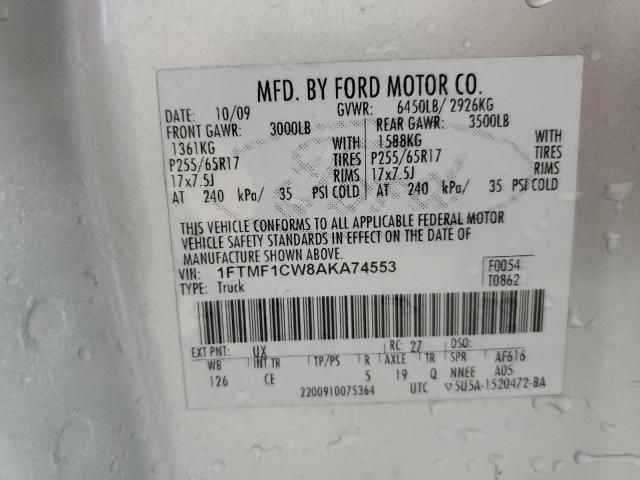 MFD. BY FORD MOTOR CO.
DATE: 10/09 GVWR: 6450LB/ 2926KG
FRONT GAWR: 3000LB REAR GAWR: 3500LB
1361KG WITH 1588KG WITH
P255/65R17 TIRES P255/65R17 TIRES
17x7.5J RIMS 17x7.5J RIMS
AT 240 kPa/ 35 PSI COLD AT 240 kPa/ 35 PSI COLD
THIS VEHICLE CONFORMS TO ALL APPLICABLE FEDERAL MOTOR
VEHICLE SAFETY STANDARDS IN EFFECT ON THE DATE OF
MANUFACTURE SHOWN ABOVE.
VIN: 1FTMF1CW8AKA74553 F0054
TYPE: Truck T0862
EXT PNT: UX RC: 27 DSO:
WB INT TR TP/PS R AXLE TR SPR AF616
126 CE 5 19 Q NNEE A05
2200910075364 UTC ▽5U5A-1520472-BA